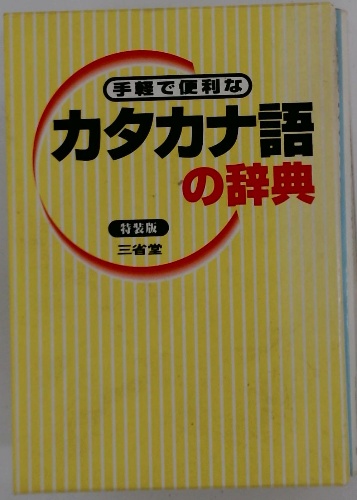 手軽で便利な
カタカナ語
の辞典
特装版
三省堂